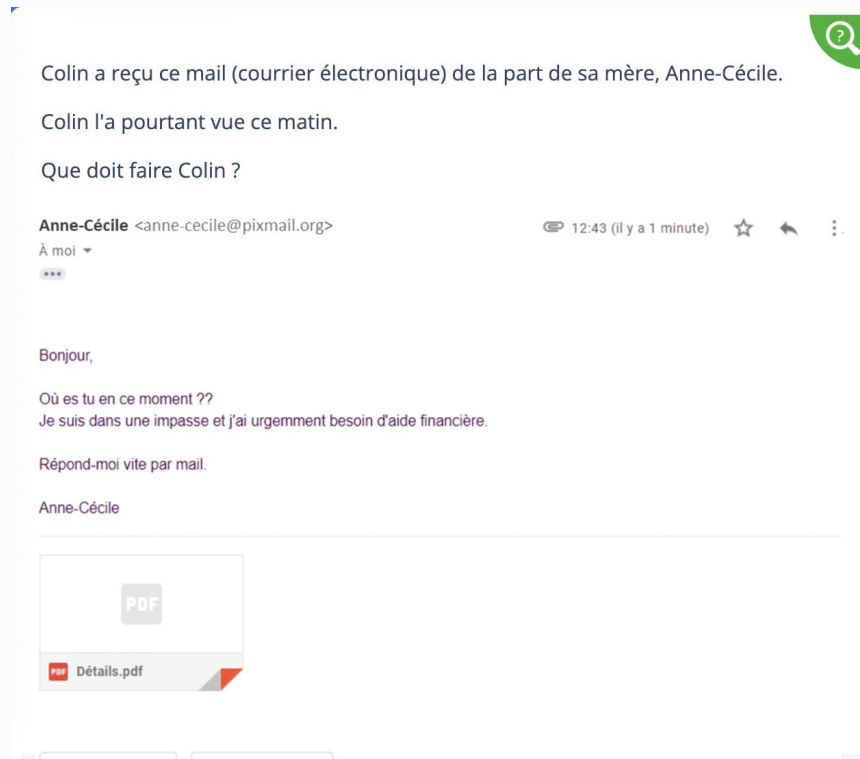 ?
Colin a reçu ce mail (courrier électronique) de la part de sa mère, Anne-Cécile.
Colin l'a pourtant vue ce matin.
Que doit faire Colin ?
Anne-Cécile <anne-cecile@pixmail.org> 12:43 (il y a 1 minute)
À moi
Bonjour,
Où es tu en ce moment ??
Je suis dans une impasse et j'ai urgemment besoin d'aide financière.
Répond-moi vite par mail.
Anne-Cécile
PDF
PDF Détails.pdf